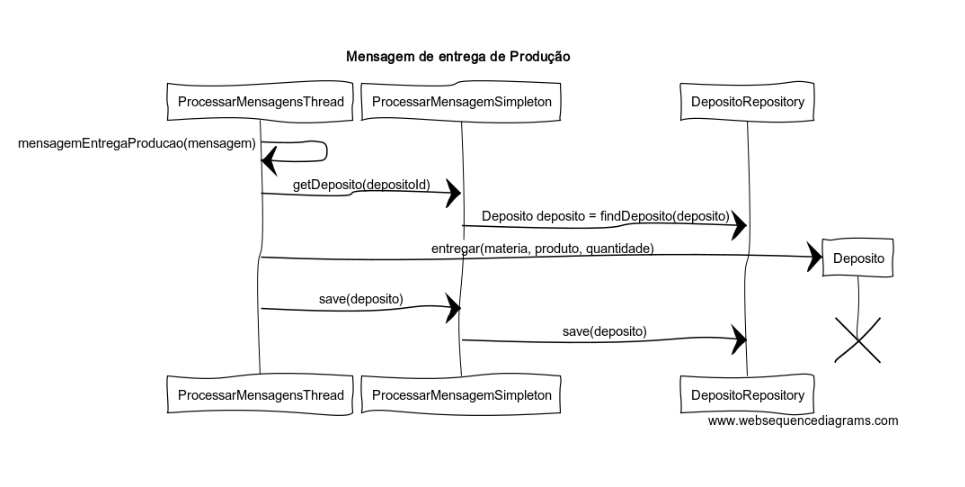 Mensagem de entrega de Produção
ProcessarMensagensThread
ProcessarMensagemSimpleton
DepositoRepository
mensagemEntregaProducao(mensagem)
getDeposito(depositoId)
Deposito deposito = findDeposito(deposito)
entregar(materia, produto, quantidade)
Deposito
save(deposito)
save(deposito)
ProcessarMensagensThread
ProcessarMensagemSimpleton
DepositoRepository
www.websequencediagrams.com